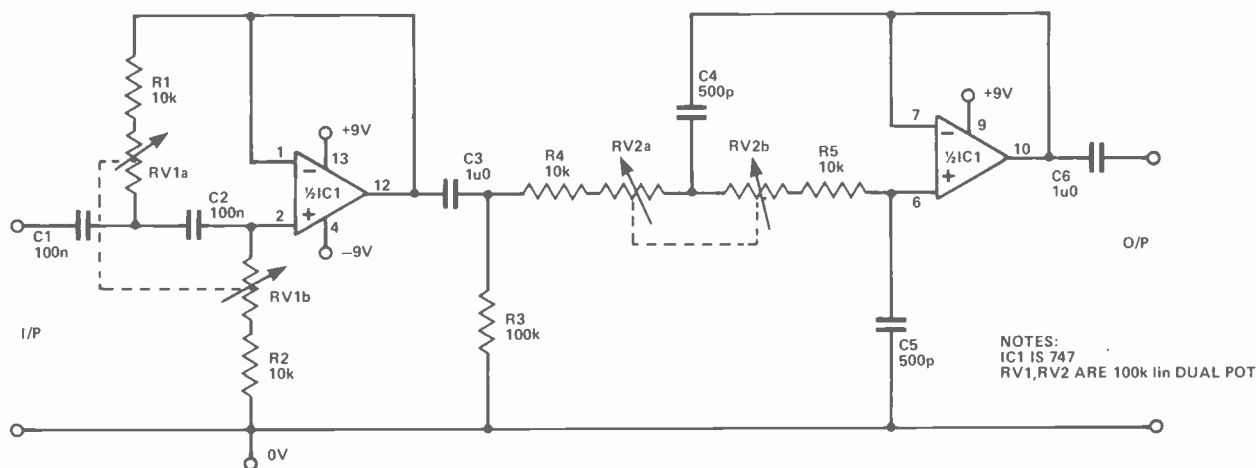 R1
10k
RV1a
+9V
1
13
−
½IC1
12
2
+
4
−9V
C1
100n
C2
100n
RV1b
R2
10k
I/P
0V
C3
1u0
R3
100k
R4
10k
RV2a
C4
500p
RV2b
R5
10k
+9V
7
9
−
½IC1
10
6
+
C6
1u0
O/P
C5
500p
NOTES:
IC1 IS 747
RV1,RV2 ARE 100k lin DUAL POT